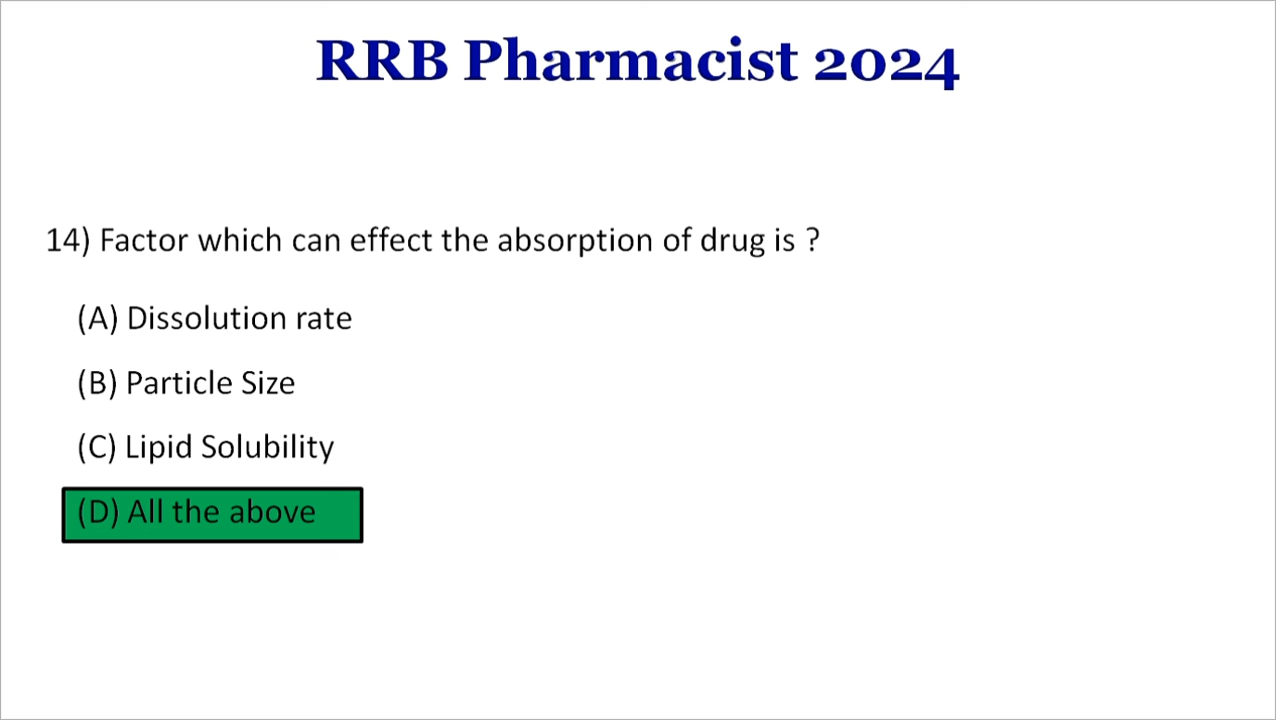 RRB Pharmacist 2024
14) Factor which can effect the absorption of drug is ?
(A) Dissolution rate
(B) Particle Size
(C) Lipid Solubility
(D) All the above